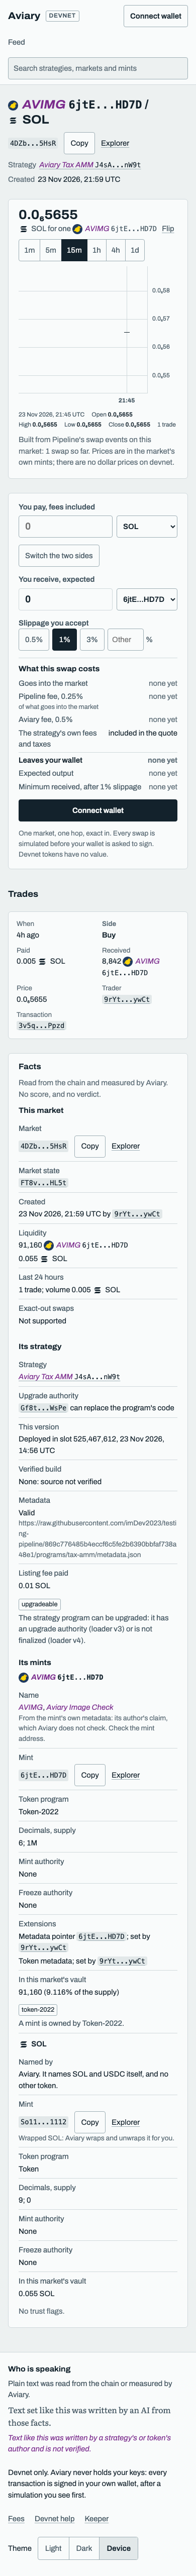 Aviary DEVNET Connect wallet
Feed
Search strategies, markets and mints
AVIMG 6jtE...HD7D /
SOL
4DZb...5HsR Copy Explorer
Strategy Aviary Tax AMM J4sA...nW9t
Created 23 Nov 2026, 21:59 UTC
0.0₆5655
SOL for one AVIMG 6jtE...HD7D Flip
1m 5m 15m 1h 4h 1d
0.0₆58
0.0₆57
0.0₆56
0.0₆55
21:45
23 Nov 2026, 21:45 UTC Open 0.0₆5655
High 0.0₆5655 Low 0.0₆5655 Close 0.0₆5655 1 trade
Built from Pipeline's swap events on this
market: 1 swap so far. Prices are in the market's
own mints; there are no dollar prices on devnet.
You pay, fees included
0 SOL
Switch the two sides
You receive, expected
0 6jtE...HD7D
Slippage you accept
0.5% 1% 3% Other %
What this swap costs
Goes into the market none yet
Pipeline fee, 0.25% none yet
of what goes into the market
Aviary fee, 0.5% none yet
The strategy's own fees included in the quote
and taxes
Leaves your wallet none yet
Expected output none yet
Minimum received, after 1% slippage none yet
Connect wallet
One market, one hop, exact in. Every swap is
simulated before your wallet is asked to sign.
Devnet tokens have no value.
Trades
When Side
4h ago Buy
Paid Received
0.005 SOL 8,842 AVIMG
6jtE...HD7D
Price Trader
0.0₆5655 9rYt...ywCt
Transaction
3v5q...Ppzd
Facts
Read from the chain and measured by Aviary.
No score, and no verdict.
This market
Market
4DZb...5HsR Copy Explorer
Market state
FT8v...HL5t
Created
23 Nov 2026, 21:59 UTC by 9rYt...ywCt
Liquidity
91,160 AVIMG 6jtE...HD7D
0.055 SOL
Last 24 hours
1 trade; volume 0.005 SOL
Exact-out swaps
Not supported
Its strategy
Strategy
Aviary Tax AMM J4sA...nW9t
Upgrade authority
Gf8t...WsPe can replace the program's code
This version
Deployed in slot 525,467,612, 23 Nov 2026,
14:56 UTC
Verified build
None: source not verified
Metadata
Valid
https://raw.githubusercontent.com/imDev2023/testi
ng-
pipeline/869c776485b4eccf6c5fe2b6390bbfaf738a
48e1/programs/tax-amm/metadata.json
Listing fee paid
0.01 SOL
upgradeable
The strategy program can be upgraded: it has
an upgrade authority (loader v3) or is not
finalized (loader v4).
Its mints
AVIMG 6jtE...HD7D
Name
AVIMG, Aviary Image Check
From the mint's own metadata: its author's claim,
which Aviary does not check. Check the mint
address.
Mint
6jtE...HD7D Copy Explorer
Token program
Token-2022
Decimals, supply
6; 1M
Mint authority
None
Freeze authority
None
Extensions
Metadata pointer 6jtE...HD7D; set by
9rYt...ywCt
Token metadata; set by 9rYt...ywCt
In this market's vault
91,160 (9.116% of the supply)
token-2022
A mint is owned by Token-2022.
SOL
Named by
Aviary. It names SOL and USDC itself, and no
other token.
Mint
So11...1112 Copy Explorer
Wrapped SOL: Aviary wraps and unwraps it for you.
Token program
Token
Decimals, supply
9; 0
Mint authority
None
Freeze authority
None
In this market's vault
0.055 SOL
No trust flags.
Who is speaking
Plain text was read from the chain or measured by
Aviary.
Text set like this was written by an AI from
those facts.
Text like this was written by a strategy's or token's
author and is not verified.
Devnet only. Aviary never holds your keys: every
transaction is signed in your own wallet, after a
simulation you see first.
Fees Devnet help Keeper
Theme Light Dark Device